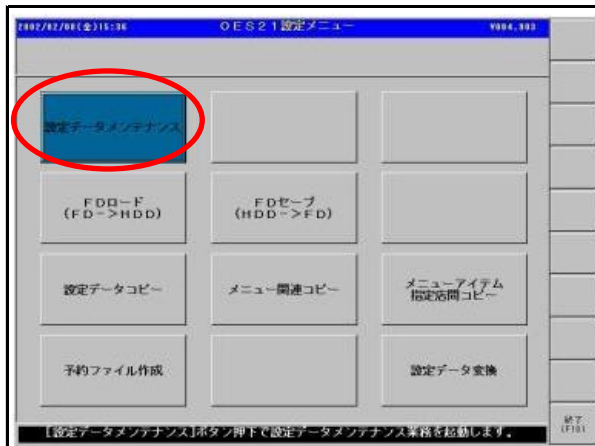 2002/02/08(金)15:36
OES21設定メニュー
V004.303
設定データメンテナンス
FDロード
(FD->HDD)
FDセーブ
(HDD->FD)
設定データコピー
メニュー関連コピー
メニューアイテム
指定店間コピー
予約ファイル作成
設定データ変換
終了
(F10)
[設定データメンテナンス]ボタン押下で設定データメンテナンス業務を起動します。